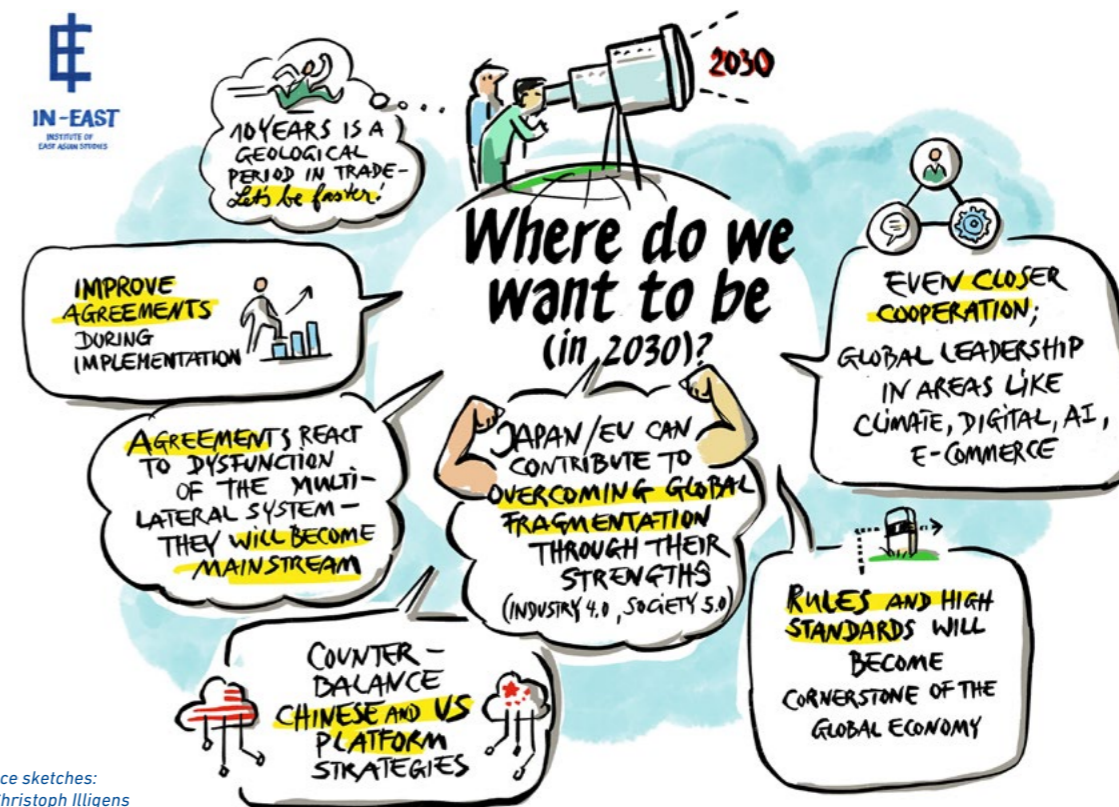 IN-EAST
INSTITUTE OF
EAST ASIAN STUDIES
10 YEARS IS A
GEOLOGICAL
PERIOD IN TRADE-
Let's be faster!
2030
Where do we
want to be
(in 2030)?
IMPROVE
AGREEMENTS
DURING
IMPLEMENTATION
EVEN CLOSER
COOPERATION;
GLOBAL LEADERSHIP
IN AREAS LIKE
CLIMATE, DIGITAL, AI,
E-COMMERCE
AGREEMENTS REACT
TO DYSFUNCTION
OF THE MULTI-
LATERAL SYSTEM-
THEY WILL BECOME
MAINSTREAM
JAPAN/EU CAN
CONTRIBUTE TO
OVERCOMING GLOBAL
FRAGMENTATION
THROUGH THEIR
STRENGTHS
(INDUSTRY 4.0, SOCIETY 5.0)
RULES AND HIGH
STANDARDS WILL
BECOME
CORNERSTONE OF THE
GLOBAL ECONOMY
COUNTER-
BALANCE
CHINESE AND US
PLATFORM
STRATEGIES
ce sketches:
Christoph Illigens